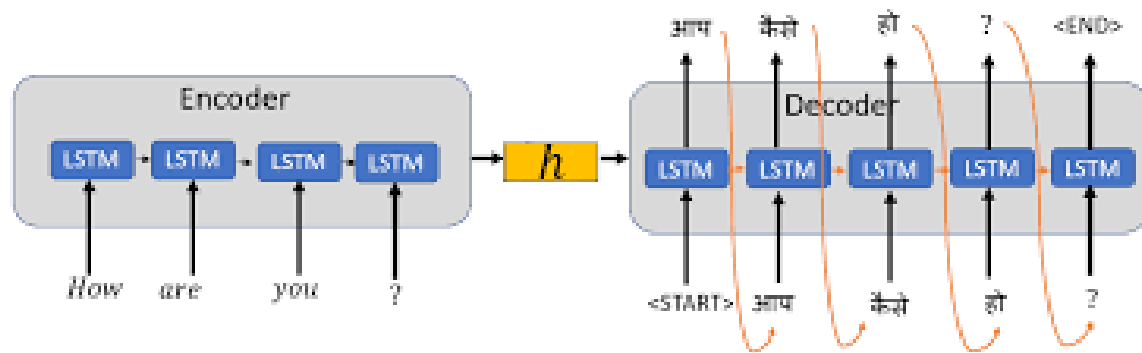 आप कैसे हो ? <END>
Encoder
Decoder
LSTM LSTM LSTM LSTM
h
LSTM LSTM LSTM LSTM LSTM
How are you ?
<START> आप कैसे हो ?